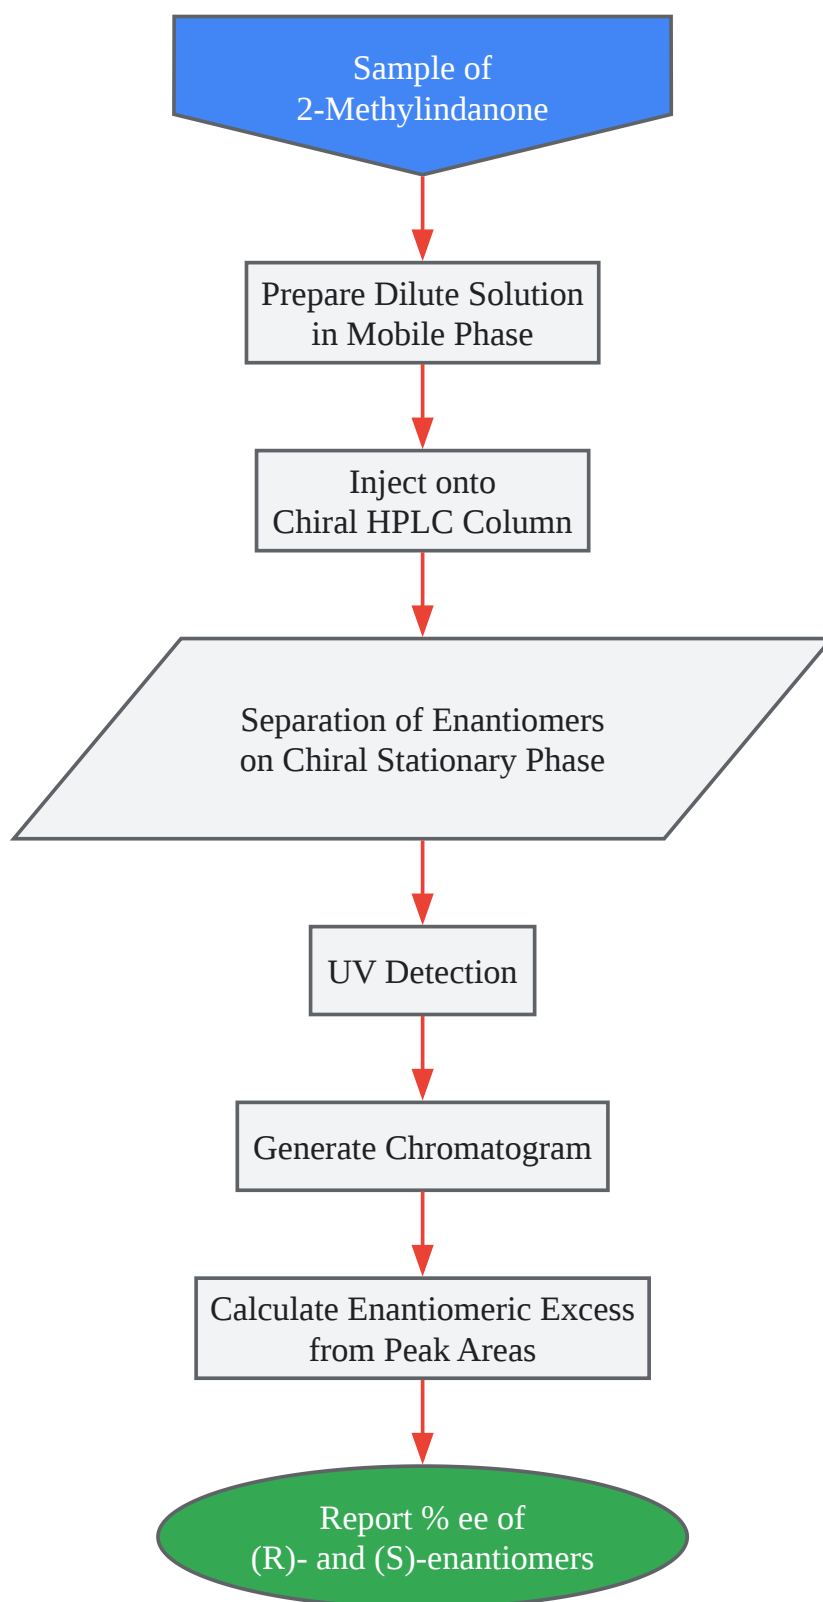 Sample of
2-Methylindanone
Prepare Dilute Solution
in Mobile Phase
Inject onto
Chiral HPLC Column
Separation of Enantiomers
on Chiral Stationary Phase
UV Detection
Generate Chromatogram
Calculate Enantiomeric Excess
from Peak Areas
Report % ee of
(R)- and (S)-enantiomers